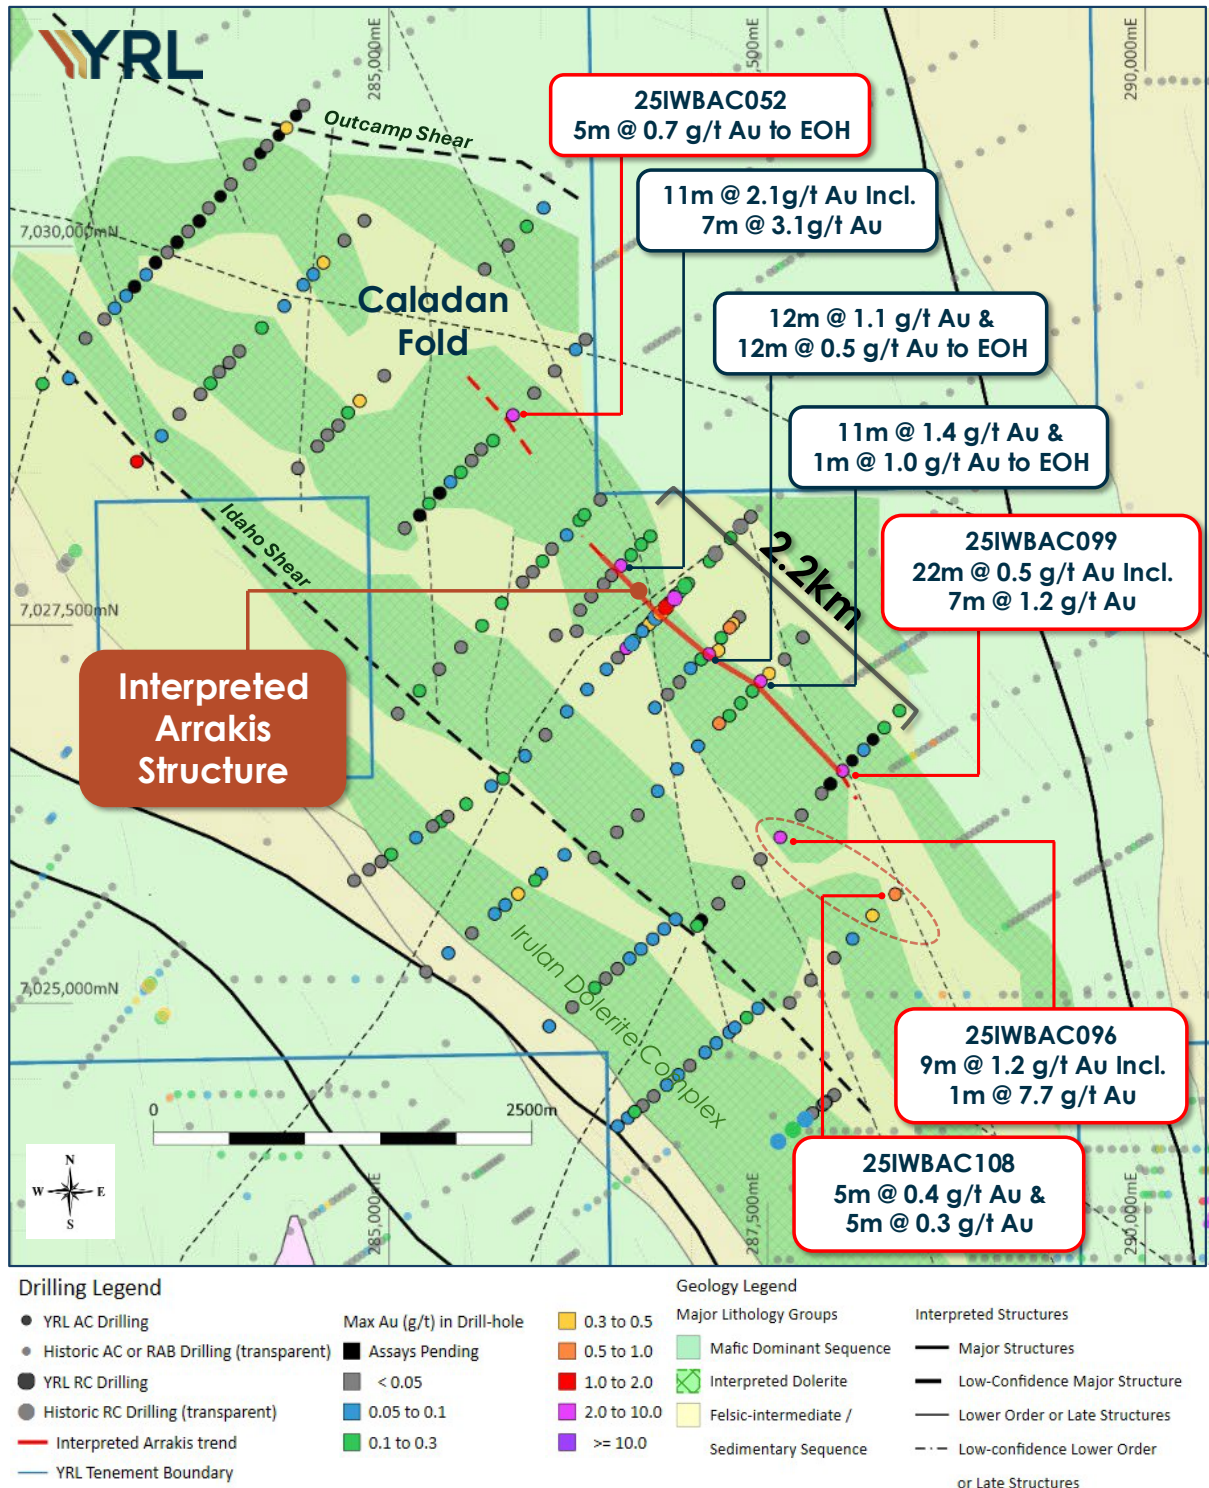 YRL
285,000mE
287,500mE
290,000mE
Outcamp Shear
25IWBAC052
5m @ 0.7 g/t Au to EOH
11m @ 2.1g/t Au Incl.
7m @ 3.1g/t Au
7,030,000mN
Caladan
Fold
12m @ 1.1 g/t Au &
12m @ 0.5 g/t Au to EOH
11m @ 1.4 g/t Au &
1m @ 1.0 g/t Au to EOH
Idaho Shear
2.2km
25IWBAC099
22m @ 0.5 g/t Au Incl.
7m @ 1.2 g/t Au
7,027,500mN
Interpreted
Arrakis
Structure
Irulan Dolerite Complex
7,025,000mN
25IWBAC096
9m @ 1.2 g/t Au Incl.
1m @ 7.7 g/t Au
0
2500m
25IWBAC108
5m @ 0.4 g/t Au &
5m @ 0.3 g/t Au
N
W
E
S
285,000mE
287,500mE
290,000mE
Drilling Legend
YRL AC Drilling
Historic AC or RAB Drilling (transparent)
YRL RC Drilling
Historic RC Drilling (transparent)
Interpreted Arrakis trend
YRL Tenement Boundary
Max Au (g/t) in Drill-hole
Assays Pending
< 0.05
0.05 to 0.1
0.1 to 0.3
0.3 to 0.5
0.5 to 1.0
1.0 to 2.0
2.0 to 10.0
>= 10.0
Geology Legend
Major Lithology Groups
Mafic Dominant Sequence
Interpreted Dolerite
Felsic-intermediate /
Sedimentary Sequence
Interpreted Structures
Major Structures
Low-Confidence Major Structure
Lower Order or Late Structures
Low-confidence Lower Order
or Late Structures